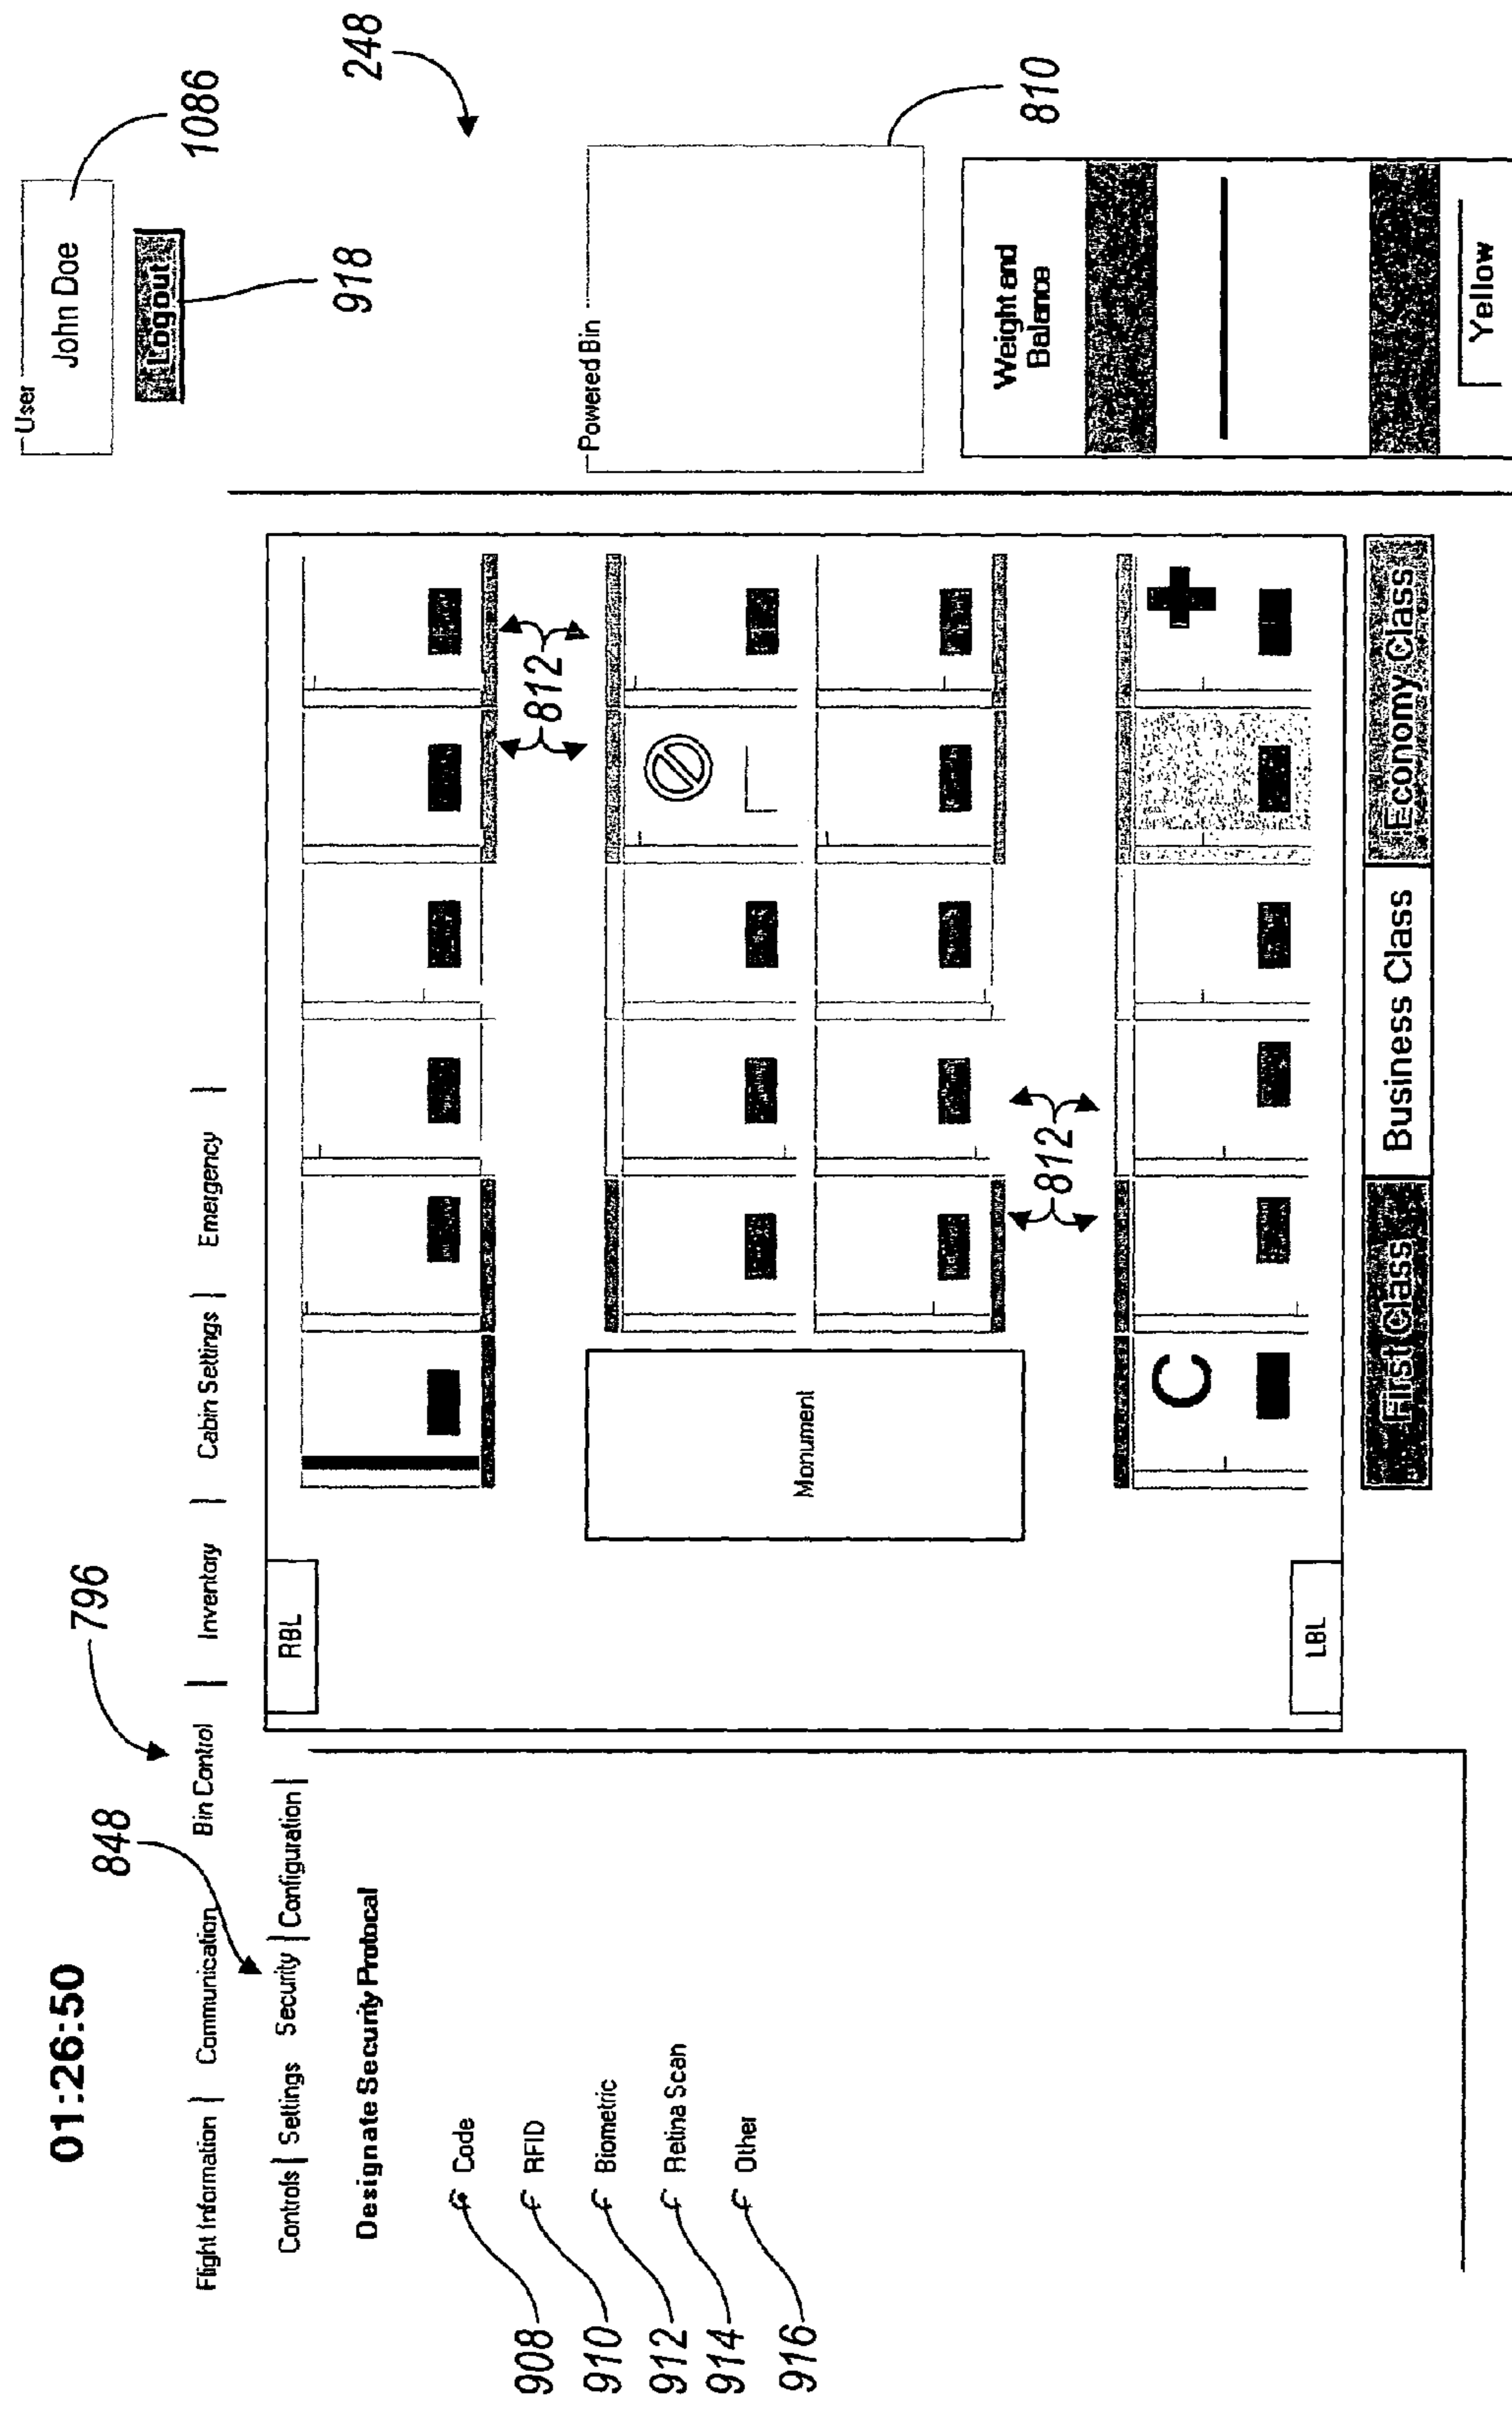 01:26:50
User
John Doe
1086
Logout
918
248
848
796
Flight Information | Communication Bin Control | Inventory | Cabin Settings | Emergency |
Controls | Settings Security | Configuration |
Designate Security Protocal
908
Code
910
RFID
912
Biometric
914
Retina Scan
916
Other
RBL
812
Monument
C
812
LBL
First Class
Business Class
Economy Class
Powered Bin
810
Weight and
Balance
Yellow